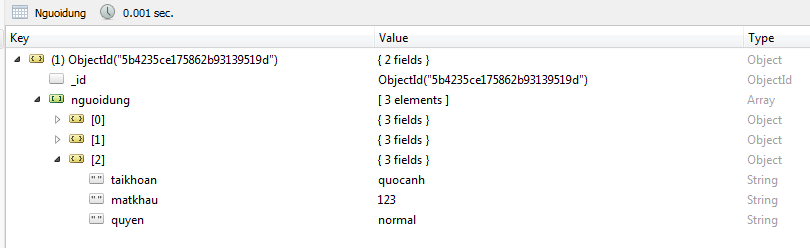 Nguoidung 0.001 sec.
Key Value Type
(1) ObjectId("5b4235ce175862b93139519d") { 2 fields } Object
_id ObjectId("5b4235ce175862b93139519d") ObjectId
nguoidung [ 3 elements ] Array
[0] { 3 fields } Object
[1] { 3 fields } Object
[2] { 3 fields } Object
taikhoan quocanh String
matkhau 123 String
quyen normal String